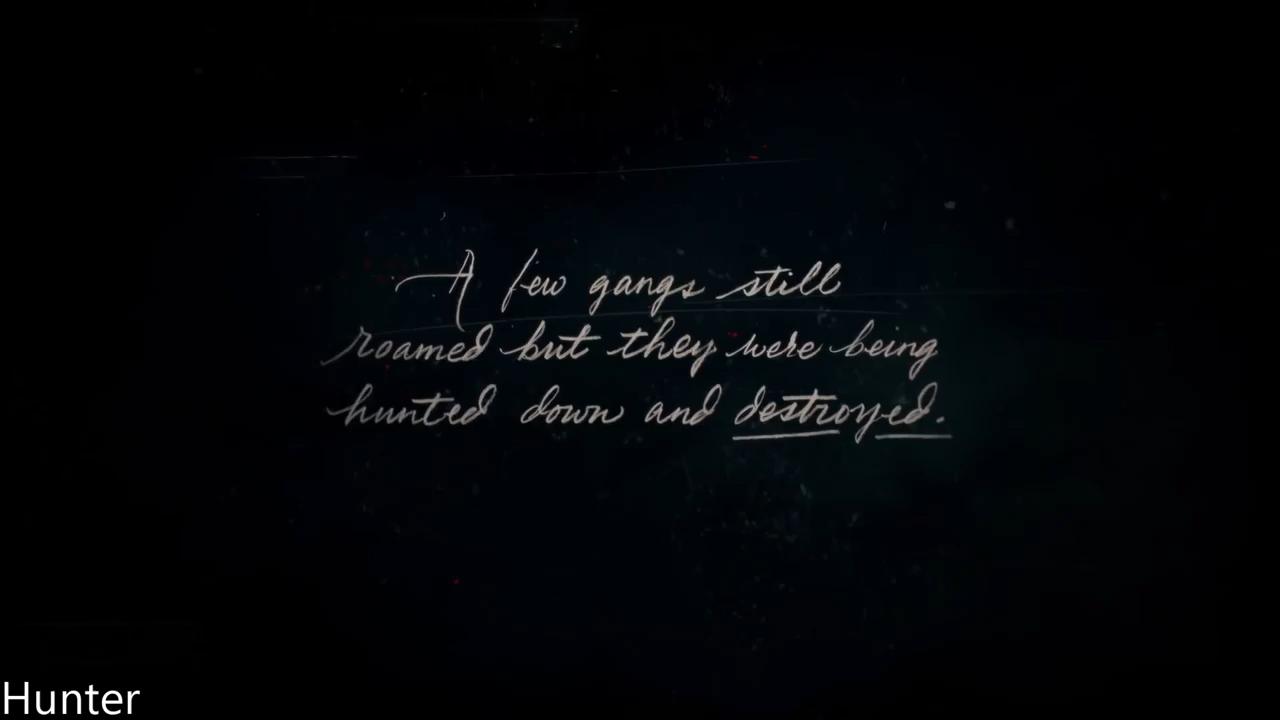 A few gangs still
roamed but they were being
hunted down and destroyed.
Hunter